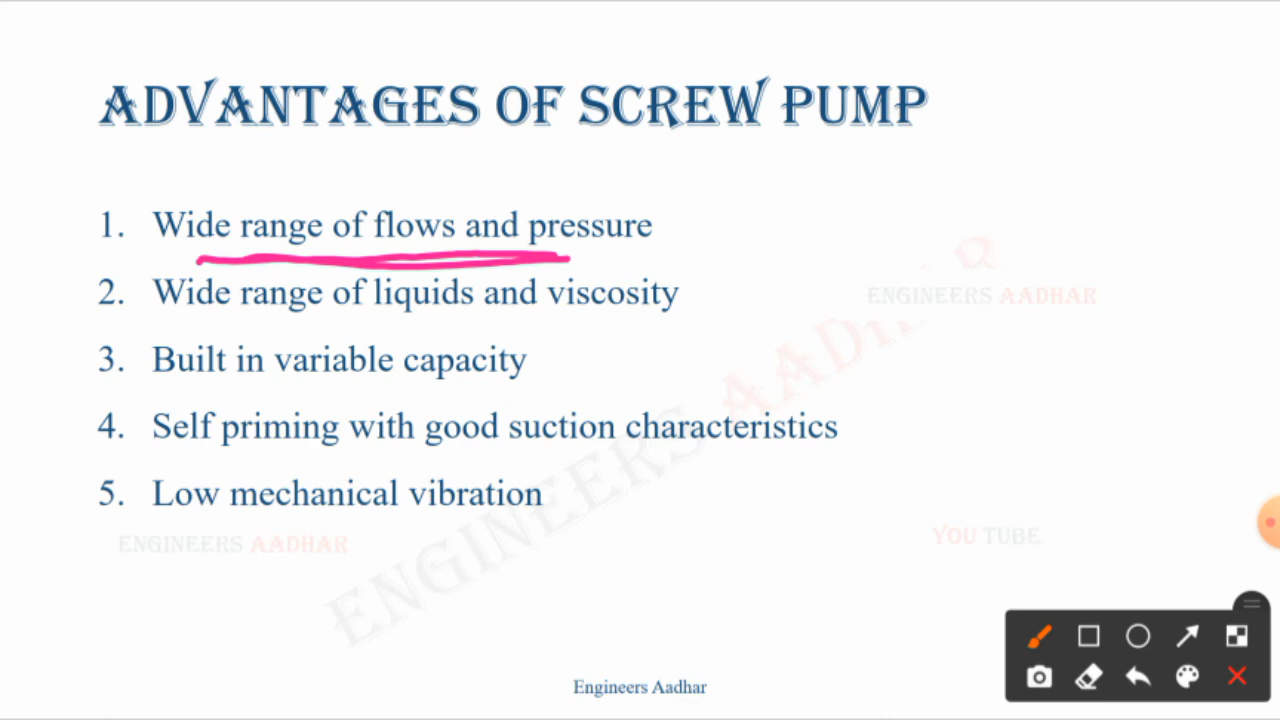 ADVANTAGES OF SCREW PUMP
1. Wide range of flows and pressure
2. Wide range of liquids and viscosity
ENGINEERS AADHAR
3. Built in variable capacity
4. Self priming with good suction characteristics
5. Low mechanical vibration
ENGINEERS AADHAR
YOU TUBE
ENGINEERS AADHAR
Engineers Aadhar